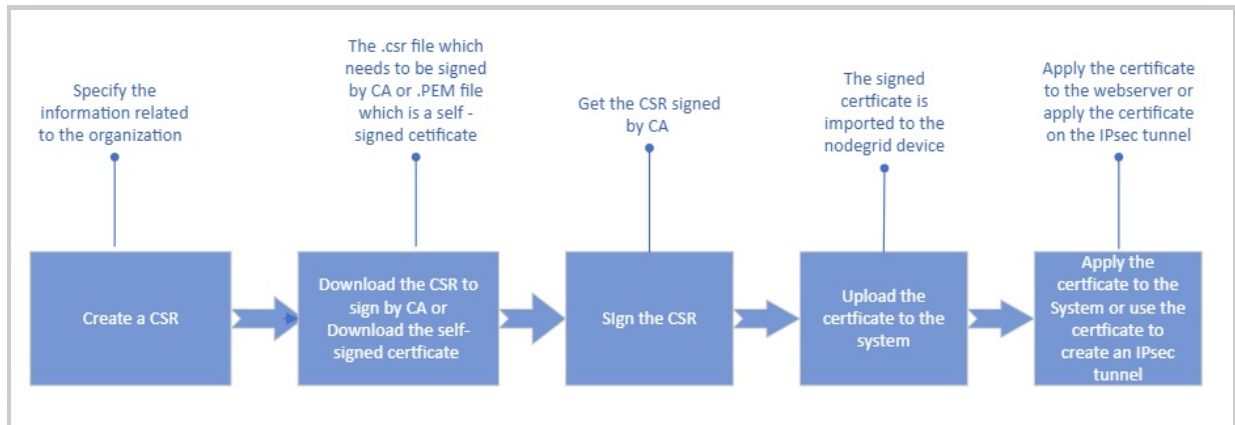 Specify the
information related
to the organization
The .csr file which
needs to be signed
by CA or .PEM file
which is a self -
signed cetificate
Get the CSR signed
by CA
The signed
certficate is
imported to the
nodegrid device
Apply the certificate
to the webserver or
apply the certificate
on the IPsec tunnel
Create a CSR
Download the CSR to
sign by CA or
Download the self-
signed certficate
SIgn the CSR
Upload the
certficate to the
system
Apply the
certficate to the
System or use the
certficate to
create an IPsec
tunnel